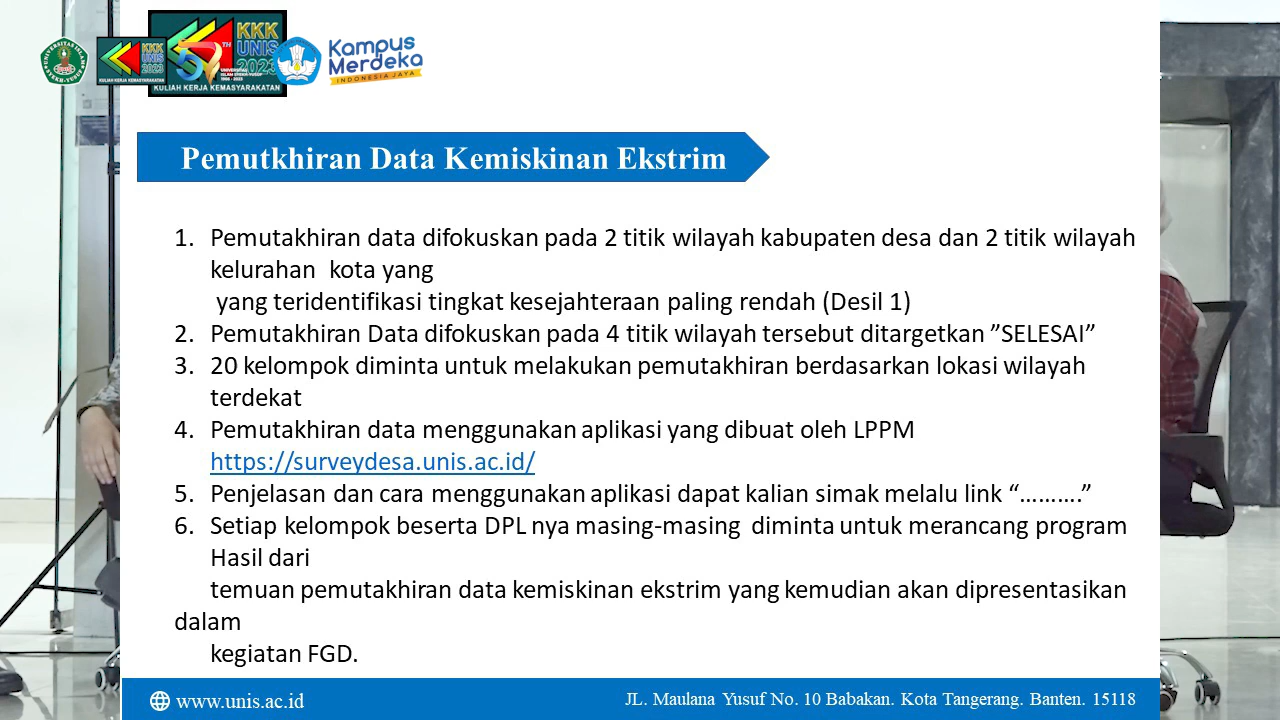 KKK
UNIS
2023
KULIAH KERJA KEMASYARAKATAN
KKK
UNIS
2023
KULIAH KERJA KEMASYARAKATAN
Kampus
Merdeka
INDONESIA JAYA
Pemutkhiran Data Kemiskinan Ekstrim
1. Pemutakhiran data difokuskan pada 2 titik wilayah kabupaten desa dan 2 titik wilayah
kelurahan kota yang
yang teridentifikasi tingkat kesejahteraan paling rendah (Desil 1)
2. Pemutakhiran Data difokuskan pada 4 titik wilayah tersebut ditargetkan ”SELESAI”
3. 20 kelompok diminta untuk melakukan pemutakhiran berdasarkan lokasi wilayah
terdekat
4. Pemutakhiran data menggunakan aplikasi yang dibuat oleh LPPM
https://surveydesa.unis.ac.id/
5. Penjelasan dan cara menggunakan aplikasi dapat kalian simak melalu link “……….”
6. Setiap kelompok beserta DPL nya masing-masing diminta untuk merancang program
Hasil dari
temuan pemutakhiran data kemiskinan ekstrim yang kemudian akan dipresentasikan
dalam
kegiatan FGD.
www.unis.ac.id
JL. Maulana Yusuf No. 10 Babakan. Kota Tangerang. Banten. 15118